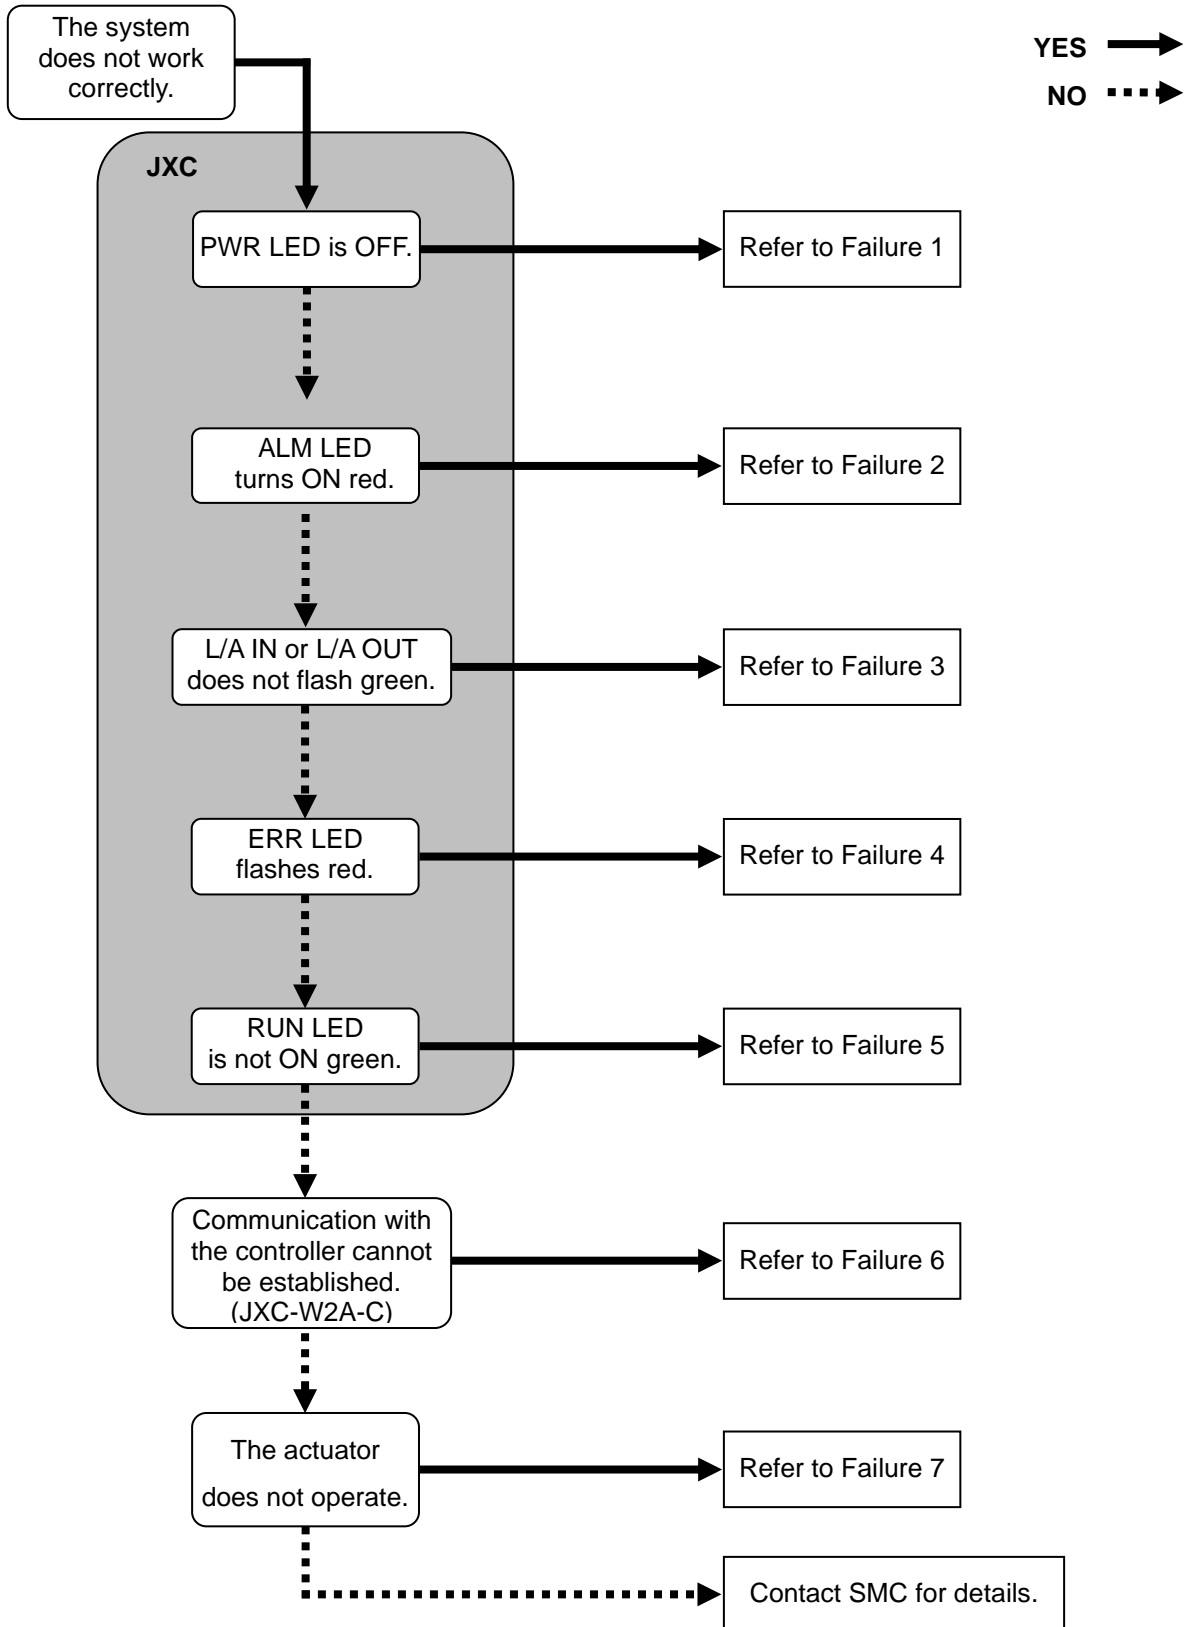 The system
does not work
correctly.
YES
NO
JXC
PWR LED is OFF.
Refer to Failure 1
ALM LED
turns ON red.
Refer to Failure 2
L/A IN or L/A OUT
does not flash green.
Refer to Failure 3
ERR LED
flashes red.
Refer to Failure 4
RUN LED
is not ON green.
Refer to Failure 5
Communication with
the controller cannot
be established.
(JXC-W2A-C)
Refer to Failure 6
The actuator
does not operate.
Refer to Failure 7
Contact SMC for details.